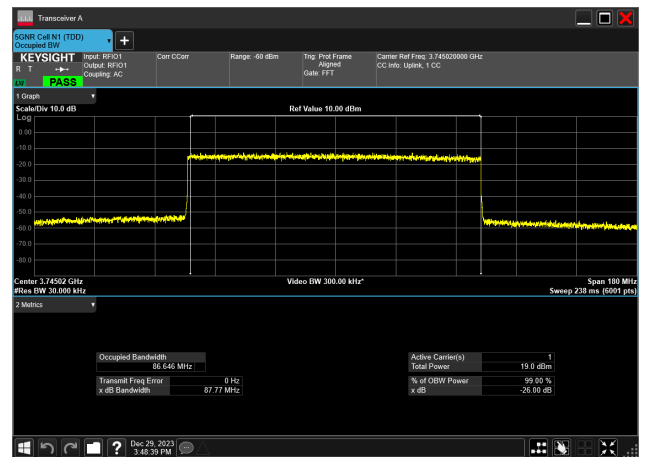 Transceiver A
5GNR Cell N1 (TDD)
Occupied BW
KEYSIGHT
R T
LV PASS
Input: RFIO1
Output: RFIO1
Coupling: AC
Corr CCorr
Range: -60 dBm
Trig: Prot Frame
Aligned
Gate: FFT
Carrier Ref Freq: 3.745020000 GHz
CC Info: Uplink, 1 CC
1 Graph
Scale/Div 10.0 dB
Ref Value 10.00 dBm
Log
0.00
-10.0
-20.0
-30.0
-40.0
-50.0
-60.0
-70.0
-80.0
Center 3.74502 GHz
Video BW 300.00 kHz*
Span 180 MHz
#Res BW 30.000 kHz
Sweep 238 ms (6001 pts)
2 Metrics
Occupied Bandwidth
86.646 MHz
Transmit Freq Error 0 Hz
x dB Bandwidth 87.77 MHz
Active Carrier(s) 1
Total Power 19.0 dBm
% of OBW Power 99.00 %
x dB -26.00 dB
Dec 29, 2023
3:48:39 PM